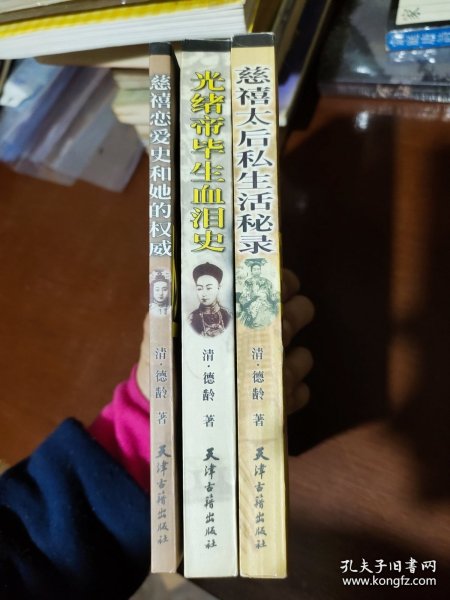 慈禧恋爱史和她的权威
清·德龄 著
天津古籍出版社
光绪帝毕生血泪史
清·德龄 著
天津古籍出版社
慈禧太后私生活秘录
清·德龄 著
天津古籍出版社
孔夫子旧书网
www.kongfz.com